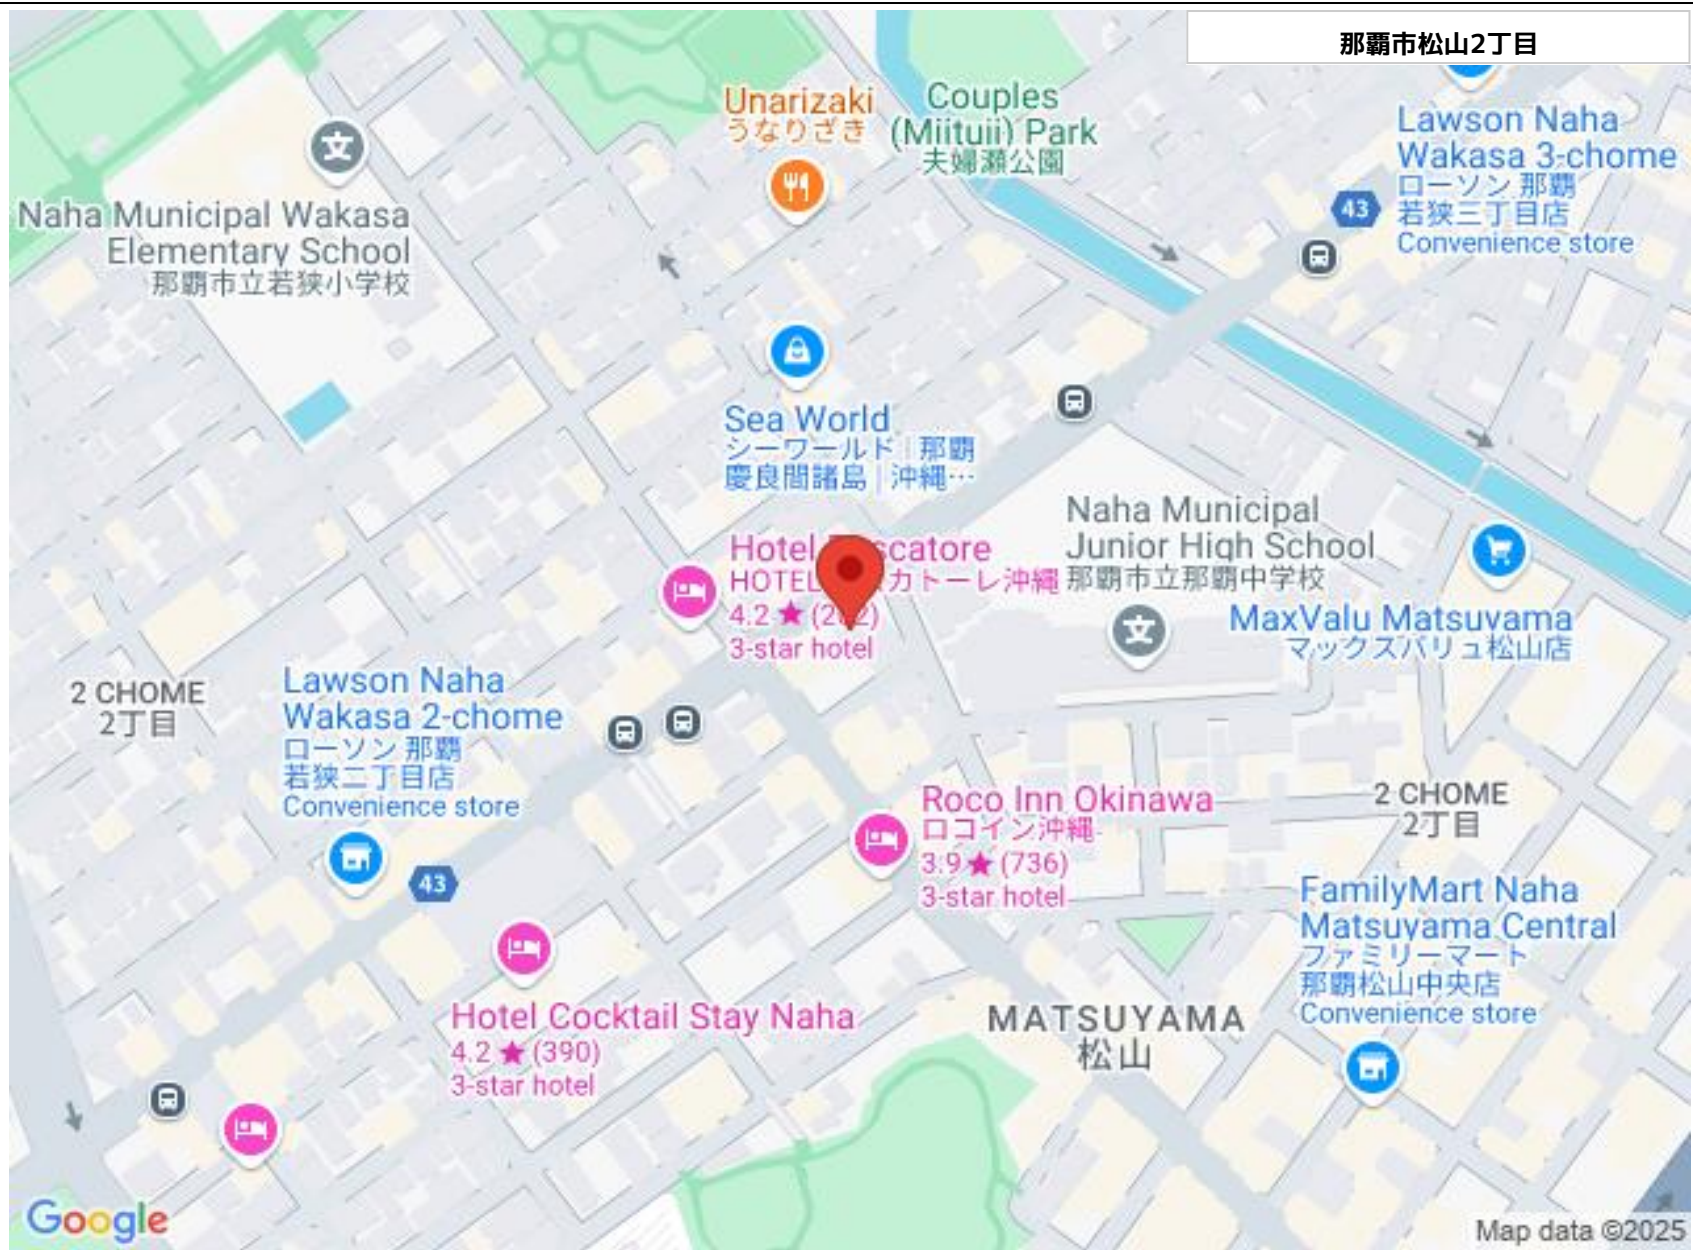 那覇市松山2丁目
Unarizaki
うなりざき
Couples
(Miituii) Park
夫婦瀬公園
Lawson Naha
Wakasa 3-chome
ローソン 那覇
若狭三丁目店
Convenience store
43
Naha Municipal Wakasa
Elementary School
那覇市立若狭小学校
Sea World
シーワールド | 那覇
慶良間諸島 | 沖縄…
Hotel
scatore
HOTEL
カトーレ沖縄
4.2 ★
3-star hotel
Naha Municipal
Junior High School
那覇市立那覇中学校
MaxValu Matsuyama
マックスバリュ松山店
2 CHOME
2丁目
Lawson Naha
Wakasa 2-chome
ローソン 那覇
若狭二丁目店
Convenience store
43
Roco Inn Okinawa
ロコイン沖縄
3.9 ★ (736)
3-star hotel
2 CHOME
2丁目
FamilyMart Naha
Matsuyama Central
ファミリーマート
那覇松山中央店
Convenience store
Hotel Cocktail Stay Naha
4.2 ★ (390)
3-star hotel
MATSUYAMA
松山
Google
Map data ©2025